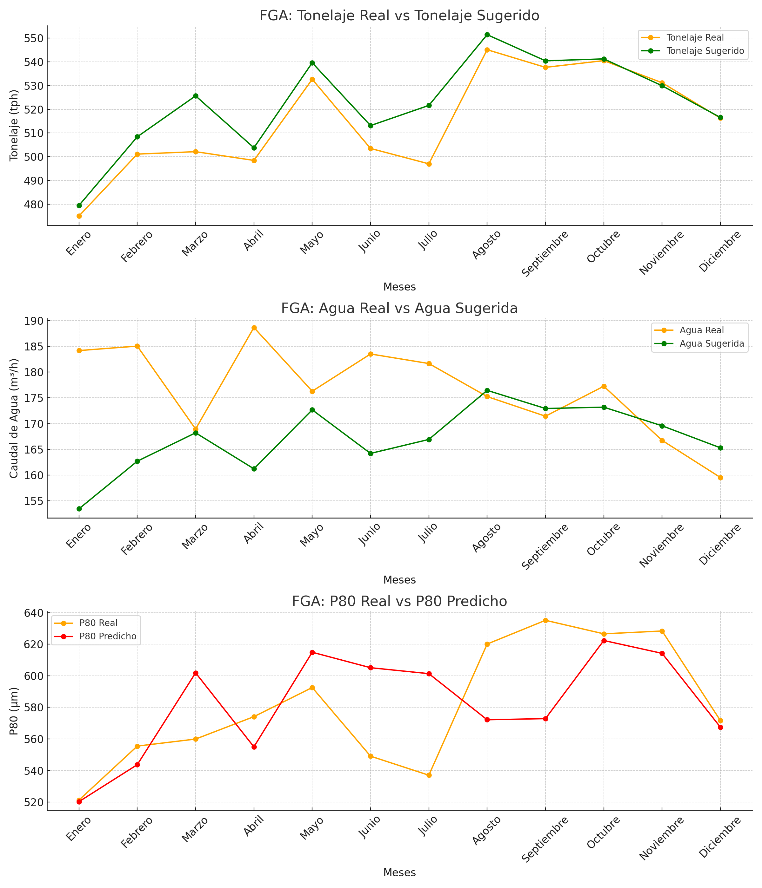 FGA: Tonelaje Real vs Tonelaje Sugerido
Tonelaje Real
Tonelaje Sugerido
Tonelaje (tph)
550
540
530
520
510
500
490
480
Enero
Febrero
Marzo
Abril
Mayo
Junio
Julio
Agosto
Septiembre
Octubre
Noviembre
Diciembre
Meses
FGA: Agua Real vs Agua Sugerida
Agua Real
Agua Sugerida
Caudal de Agua (m³/h)
190
185
180
175
170
165
160
155
Enero
Febrero
Marzo
Abril
Mayo
Junio
Julio
Agosto
Septiembre
Octubre
Noviembre
Diciembre
Meses
FGA: P80 Real vs P80 Predicho
P80 Real
P80 Predicho
P80 (μm)
640
620
600
580
560
540
520
Enero
Febrero
Marzo
Abril
Mayo
Junio
Julio
Agosto
Septiembre
Octubre
Noviembre
Diciembre
Meses